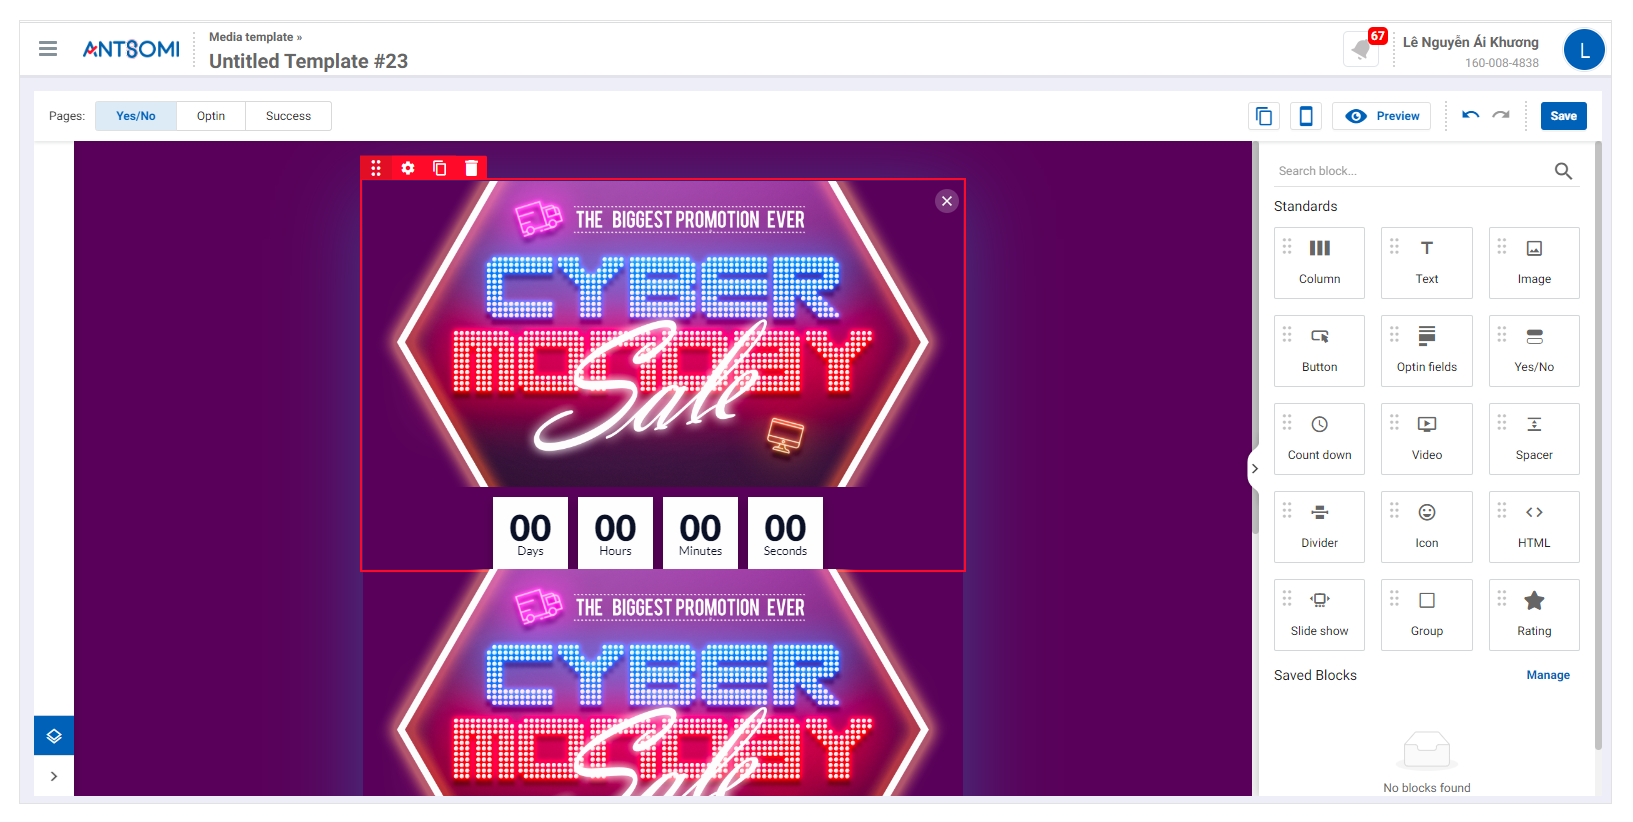 ANTSOMI
Media template »
Untitled Template #23
67
Lê Nguyễn Ái Khương
160-008-4838
L
Pages:
Yes/No
Optin
Success
Preview
Save
THE BIGGEST PROMOTION EVER
CYBER
MONDAY
Sale
00 00 00 00
Days Hours Minutes Seconds
THE BIGGEST PROMOTION EVER
CYBER
MONDAY
Sale
Search block...
Standards
Column Text Image
Button Optin fields Yes/No
Count down Video Spacer
Divider Icon HTML
Slide show Group Rating
Saved Blocks Manage
No blocks found